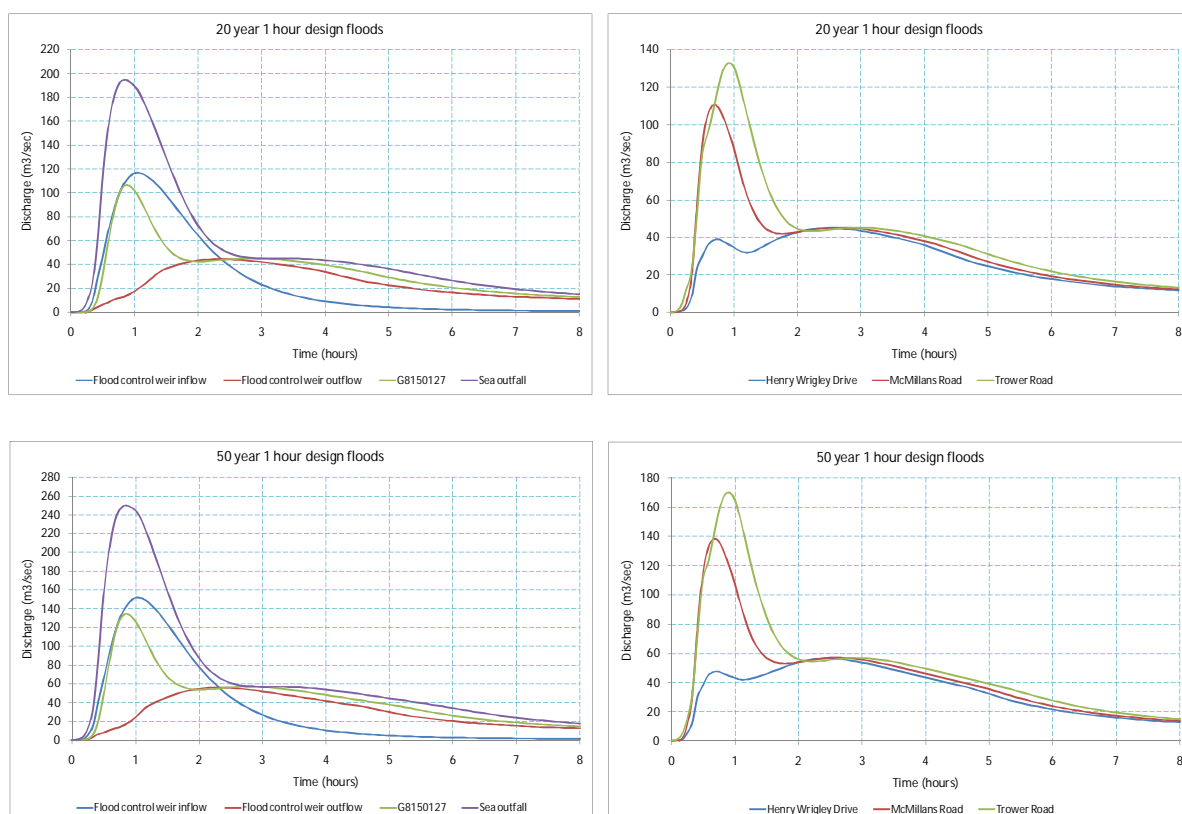 20 year 1 hour design floods
220
200
180
160
140
120
100
80
60
40
20
0
Discharge (m3/sec)
0 1 2 3 4 5 6 7 8
Time (hours)
Flood control weir inflow Flood control weir outflow G8150127 Sea outfall
20 year 1 hour design floods
140
120
100
80
60
40
20
0
Discharge (m3/sec)
0 1 2 3 4 5 6 7 8
Time (hours)
Henry Wrigley Drive McMillans Road Trower Road
50 year 1 hour design floods
280
260
240
220
200
180
160
140
120
100
80
60
40
20
0
Discharge (m3/sec)
0 1 2 3 4 5 6 7 8
Time (hours)
Flood control weir inflow Flood control weir outflow G8150127 Sea outfall
50 year 1 hour design floods
180
160
140
120
100
80
60
40
20
0
Discharge (m3/sec)
0 1 2 3 4 5 6 7 8
Time (hours)
Henry Wrigley Drive McMillans Road Trower Road